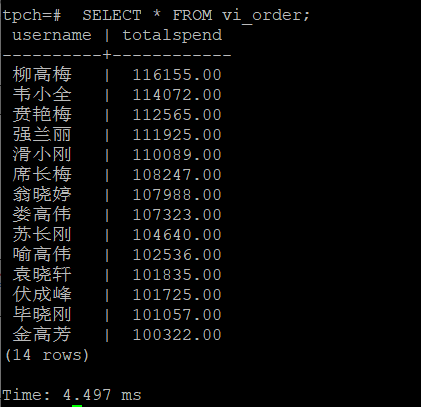 tpch=#  SELECT * FROM vi_order;
 username | totalspend
----------+------------
 柳高梅   |  116155.00
 韦小全   |  114072.00
 贲艳梅   |  112565.00
 强兰丽   |  111925.00
 滑小刚   |  110089.00
 席长梅   |  108247.00
 翁晓婷   |  107988.00
 娄高伟   |  107323.00
 苏长刚   |  104640.00
 喻高伟   |  102536.00
 袁晓轩   |  101835.00
 伏成峰   |  101725.00
 毕晓刚   |  101057.00
 金高芳   |  100322.00
(14 rows)
Time: 4.497 ms